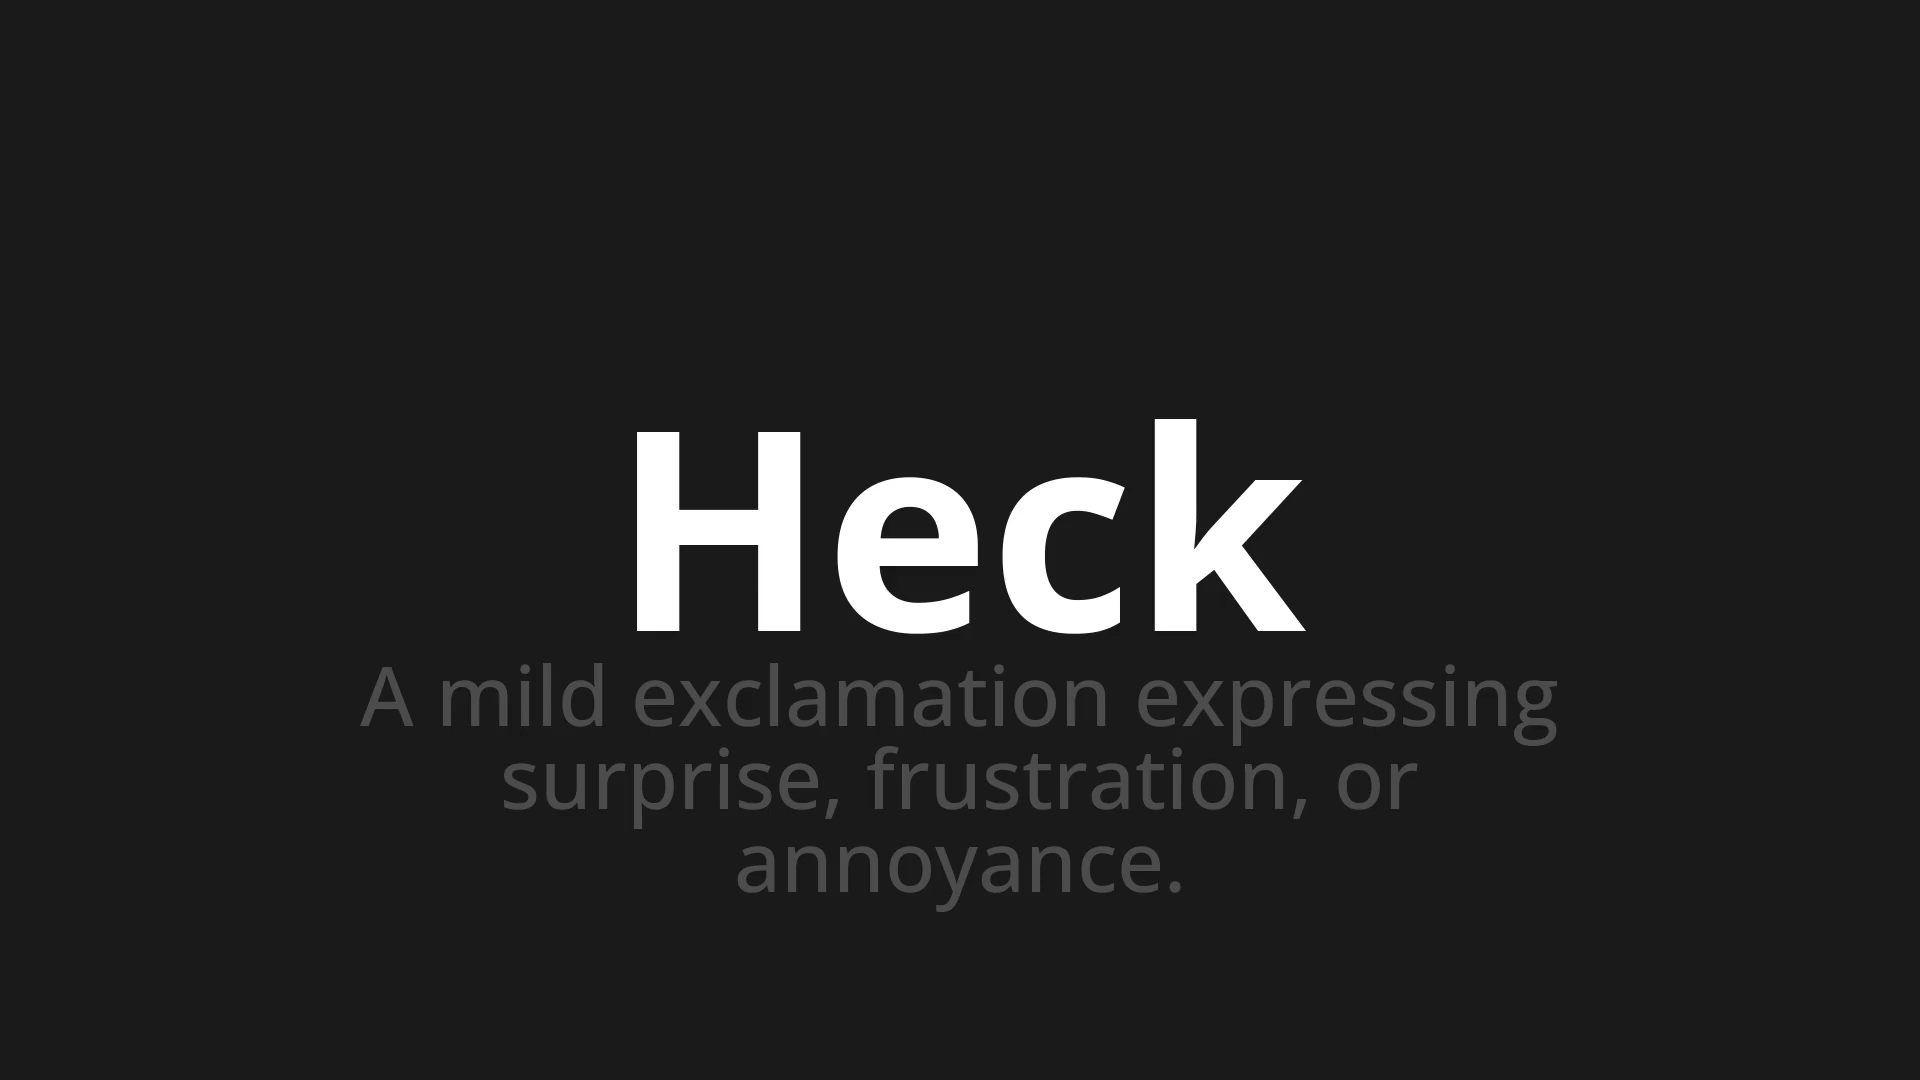 Heck
A mild exclamation expressing
surprise, frustration, or
annoyance.